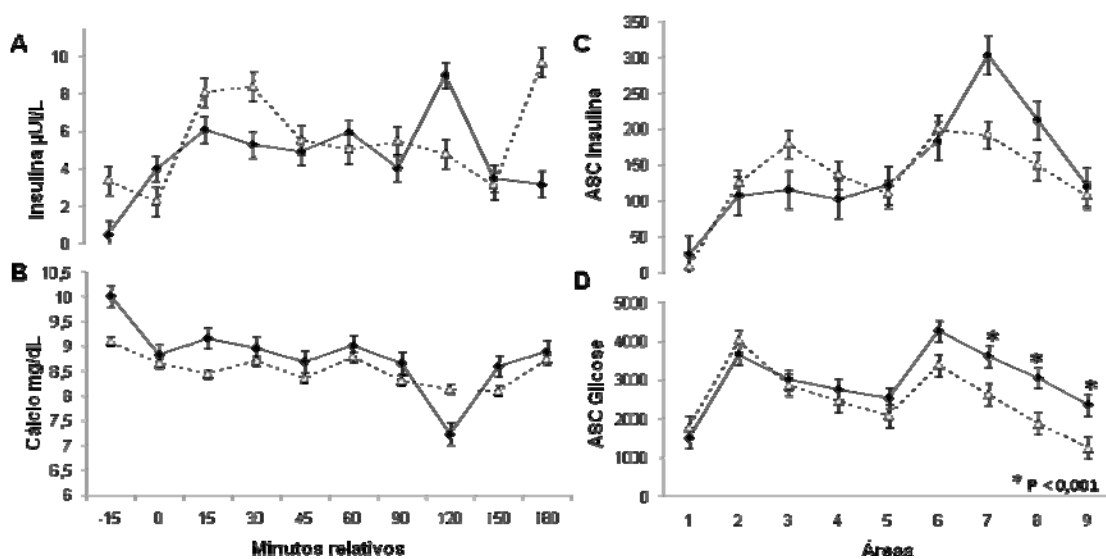 A
Insulina µUI/L
10
8
6
4
2
0
B
Cálcio mg/dL
10,5
10
9,5
9
8,5
8
7,5
7
6,5
6
-15 0 15 30 45 60 90 120 150 180
Minutos relativos
C
ASC Insulina
350
300
250
200
150
100
50
0
D
ASC Glicose
5000
4000
3000
2000
1000
0
* * *
* P < 0,001
1 2 3 4 5 6 7 8 9
Áreas